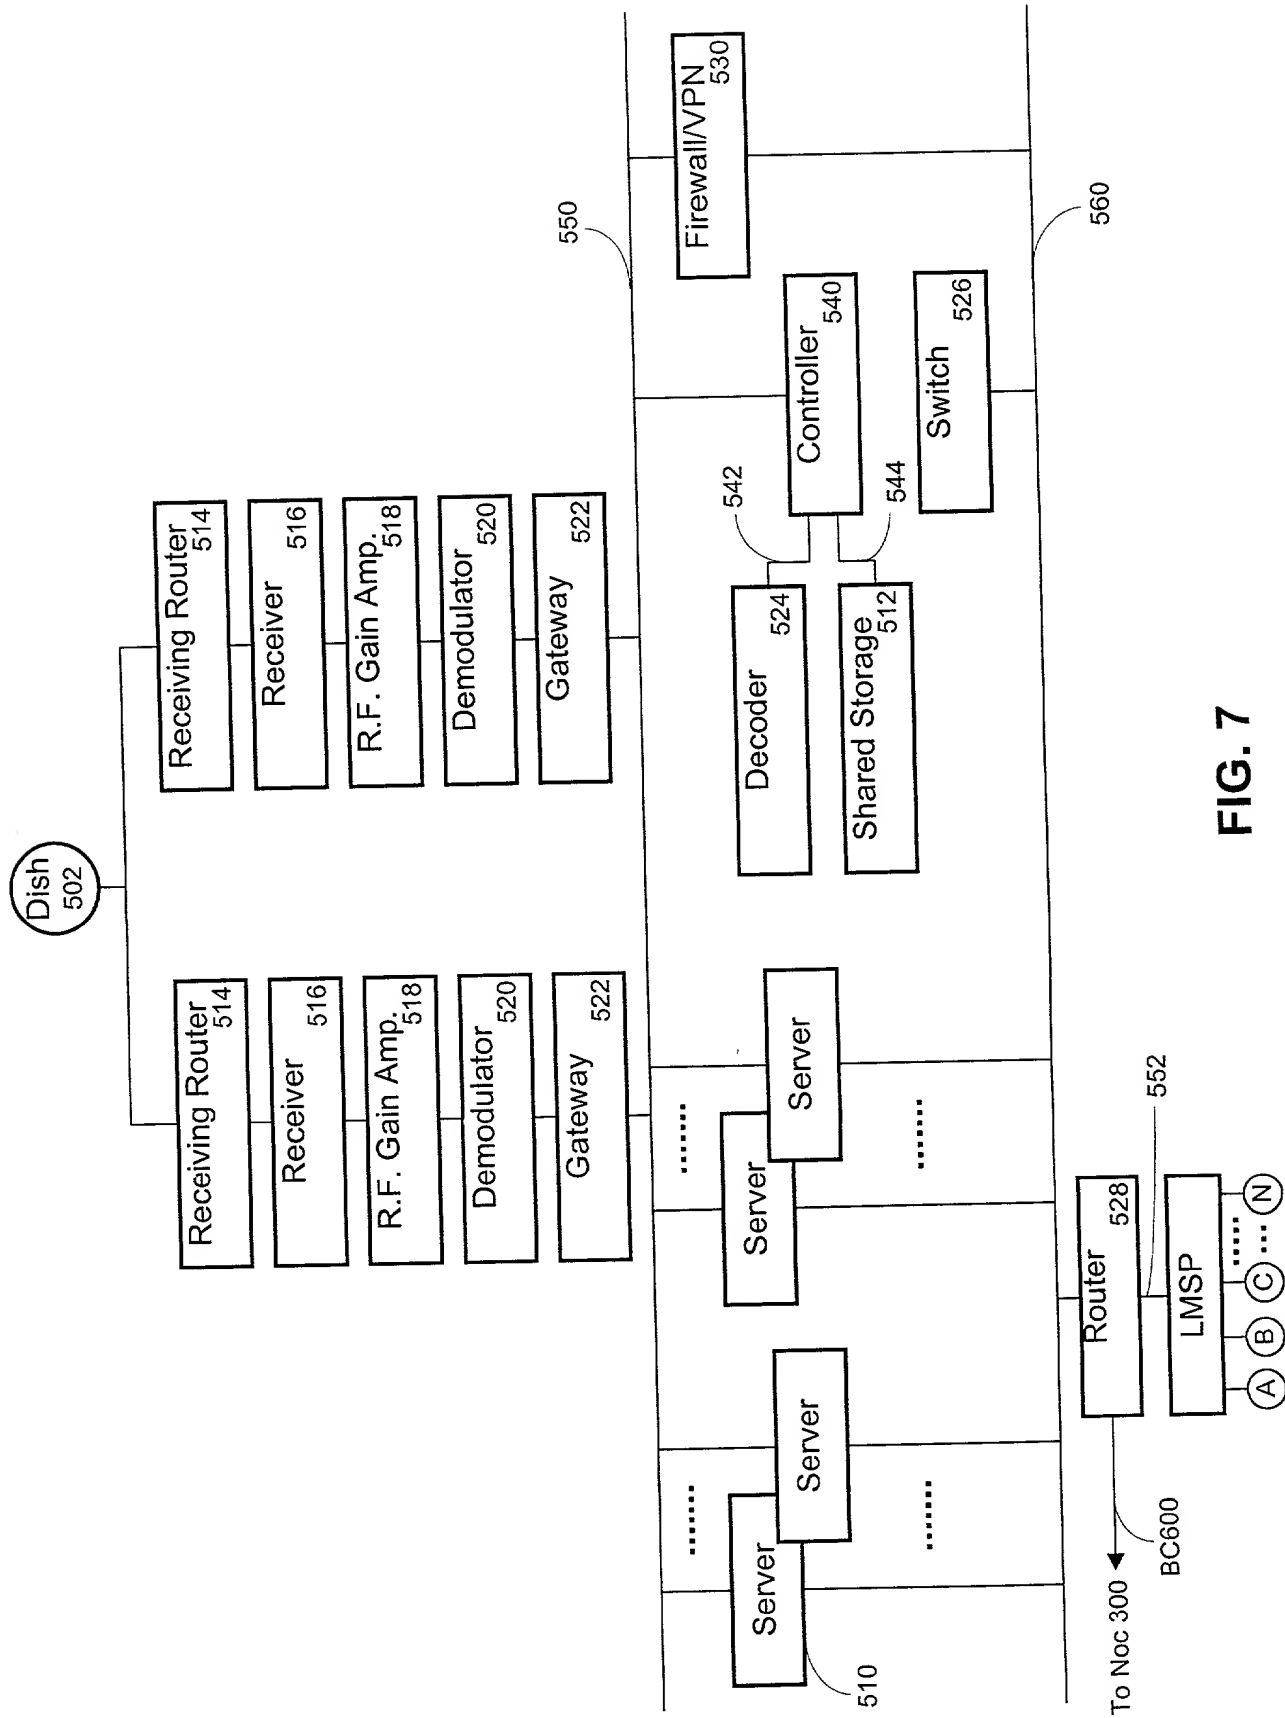 Dish
502
Receiving Router
514
Receiver
516
R.F. Gain Amp.
518
Demodulator
520
Gateway
522
Receiving Router
514
Receiver
516
R.F. Gain Amp.
518
Demodulator
520
Gateway
522
550
Server
Server
510
.......
.......
Server
Server
.......
.......
Decoder
524
Shared Storage
512
542
544
Controller
540
Switch
526
Firewall/VPN
530
560
Router
528
552
LMSP
.....
A
B
C
...
N
To Noc 300
BC600
FIG. 7